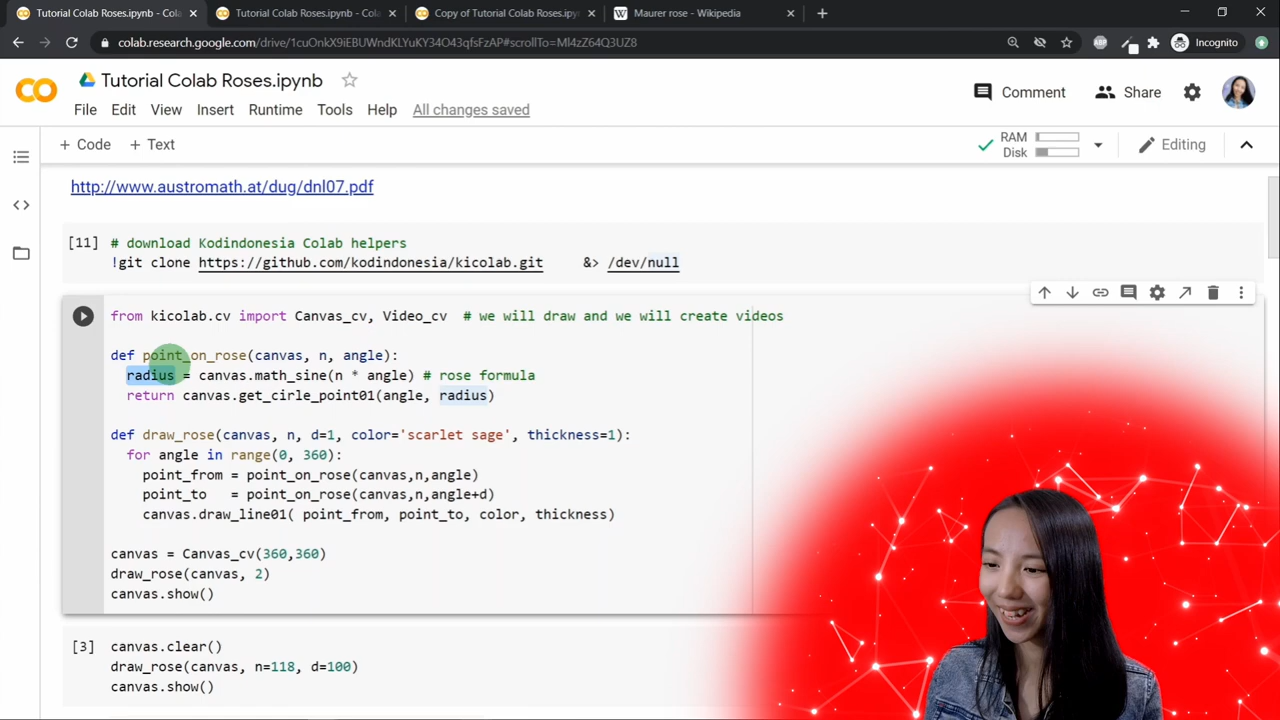 Tutorial Colab Roses.ipynb - Cola
Tutorial Colab Roses.ipynb - Cola
Copy of Tutorial Colab Roses.ipyn
Maurer rose - Wikipedia
colab.research.google.com/drive/1cuOnkX9iEBUWndKLYuKY34O43qfsFzAP#scrollTo=Ml4zZ64Q3UZ8
ABP
Incognito
Tutorial Colab Roses.ipynb
Comment
Share
File Edit View Insert Runtime Tools Help All changes saved
+ Code + Text
RAM
Disk
Editing
http://www.austromath.at/dug/dnl07.pdf
[11] # download Kodindonesia Colab helpers
!git clone https://github.com/kodindonesia/kicolab.git &> /dev/null
from kicolab.cv import Canvas_cv, Video_cv # we will draw and we will create videos
def point_on_rose(canvas, n, angle):
radius = canvas.math_sine(n * angle) # rose formula
return canvas.get_cirle_point01(angle, radius)
def draw_rose(canvas, n, d=1, color='scarlet sage', thickness=1):
for angle in range(0, 360):
point_from = point_on_rose(canvas,n,angle)
point_to = point_on_rose(canvas,n,angle+d)
canvas.draw_line01( point_from, point_to, color, thickness)
canvas = Canvas_cv(360,360)
draw_rose(canvas, 2)
canvas.show()
[3] canvas.clear()
draw_rose(canvas, n=118, d=100)
canvas.show()